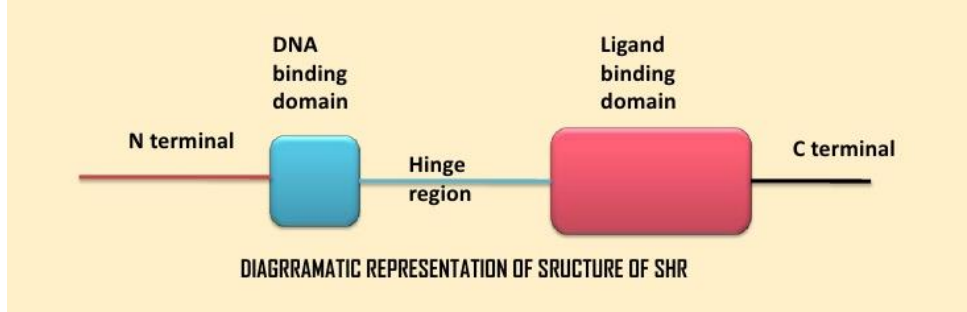 DNA
binding
domain
Ligand
binding
domain
N terminal
Hinge
region
C terminal
DIAGRRAMATIC REPRESENTATION OF SRUCTURE OF SHR